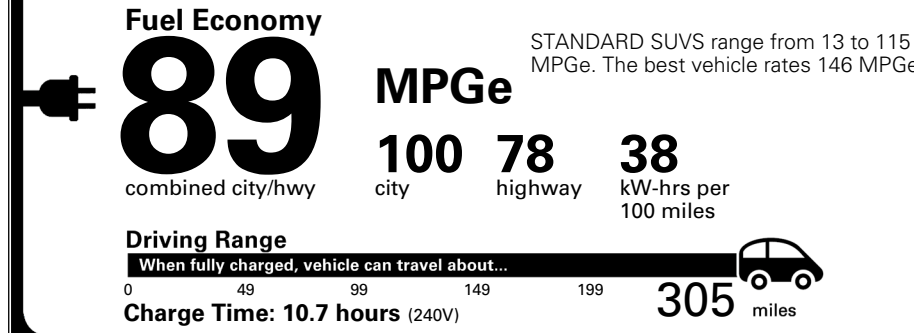 Fuel Economy
89
MPGe
STANDARD SUVS range from 13 to 115
MPGe. The best vehicle rates 146 MPGe
combined city/hwy
100
city
78
highway
38
kW-hrs per
100 miles
Driving Range
When fully charged, vehicle can travel about...
0 49 99 149 199 305 miles
Charge Time: 10.7 hours (240V)